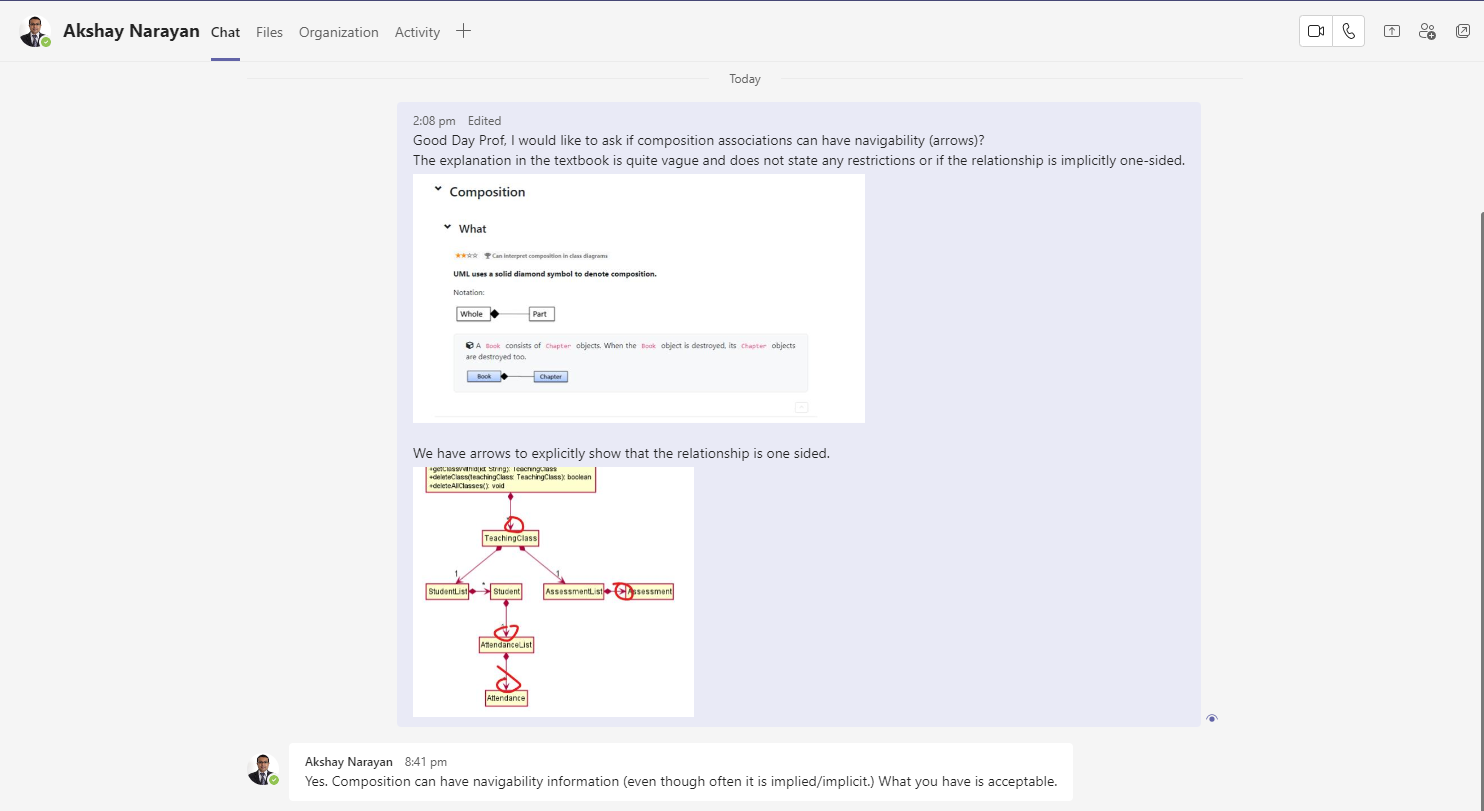 Akshay Narayan Chat Files Organization Activity
Today
2:08 pm Edited
Good Day Prof, I would like to ask if composition associations can have navigability (arrows)?
The explanation in the textbook is quite vague and does not state any restrictions or if the relationship is implicitly one-sided.
Composition
What
Can interpret composition in class diagrams
UML uses a solid diamond symbol to denote composition.
Notation:
Whole Part
A Book consists of Chapter objects. When the Book object is destroyed, its Chapter objects
are destroyed too.
Book Chapter
We have arrows to explicitly show that the relationship is one sided.
String): TeachingClass
+deleteClass(teachingClass: TeachingClass): boolean
+deleteAllClasses(): void
TeachingClass
1 1
StudentList * Student AssessmentList Assessment
AttendanceList
Attendance
Akshay Narayan 8:41 pm
Yes. Composition can have navigability information (even though often it is implied/implicit.) What you have is acceptable.